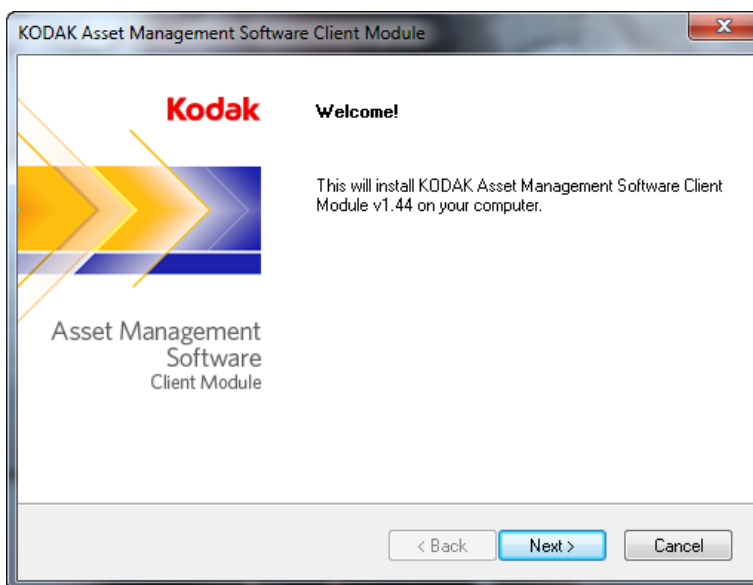 KODAK Asset Management Software Client Module
Kodak
Welcome!
This will install KODAK Asset Management Software Client
Module v1.44 on your computer.
Asset Management
Software
Client Module
< Back
Next >
Cancel